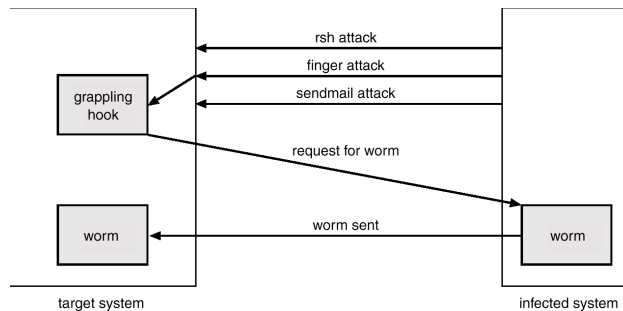 rsh attack
finger attack
sendmail attack
grappling
hook
request for worm
worm
worm sent
worm
target system
infected system